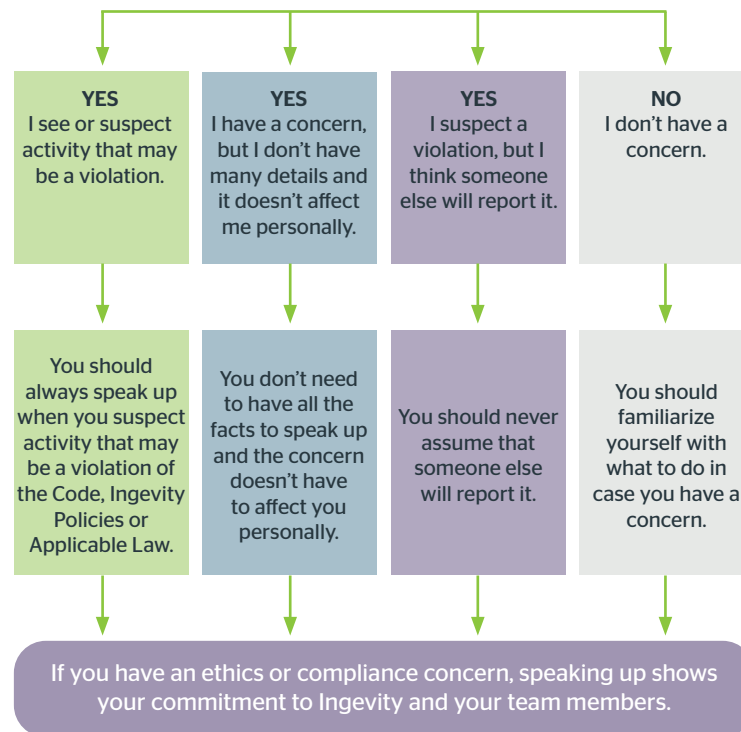 YES
I see or suspect
activity that may
be a violation.
YES
I have a concern,
but I don't have
many details and
it doesn't affect
me personally.
YES
I suspect a
violation, but I
think someone
else will report it.
NO
I don't have a
concern.
You should
always speak up
when you suspect
activity that may
be a violation of
the Code, Ingevity
Policies or
Applicable Law.
You don't need
to have all the
facts to speak up
and the concern
doesn't have
to affect you
personally.
You should never
assume that
someone else
will report it.
You should
familiarize
yourself with
what to do in
case you have a
concern.
If you have an ethics or compliance concern, speaking up shows
your commitment to Ingevity and your team members.